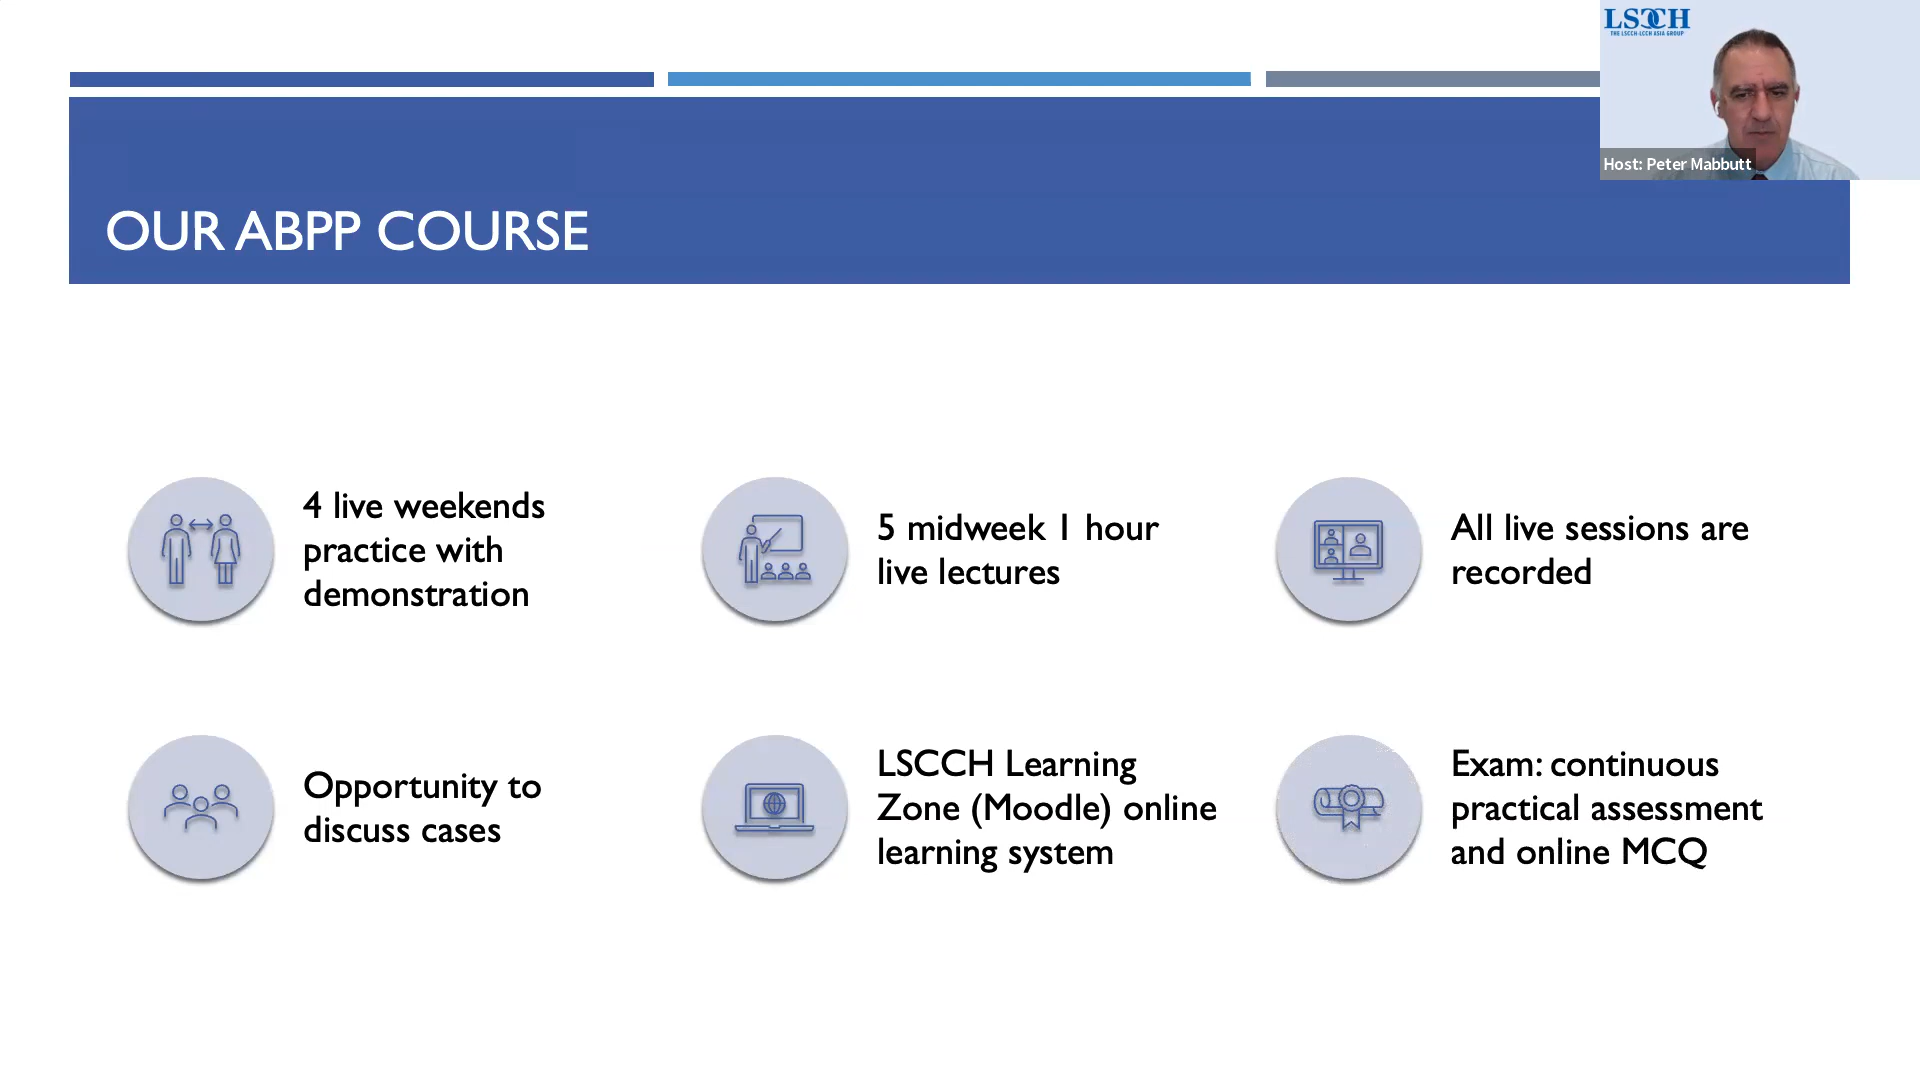 LSCCH
THE LSCCH-LCCH ASIA GROUP
Host: Peter Mabbutt
OUR ABPP COURSE
4 live weekends
practice with
demonstration
5 midweek 1 hour
live lectures
All live sessions are
recorded
Opportunity to
discuss cases
LSCCH Learning
Zone (Moodle) online
learning system
Exam: continuous
practical assessment
and online MCQ